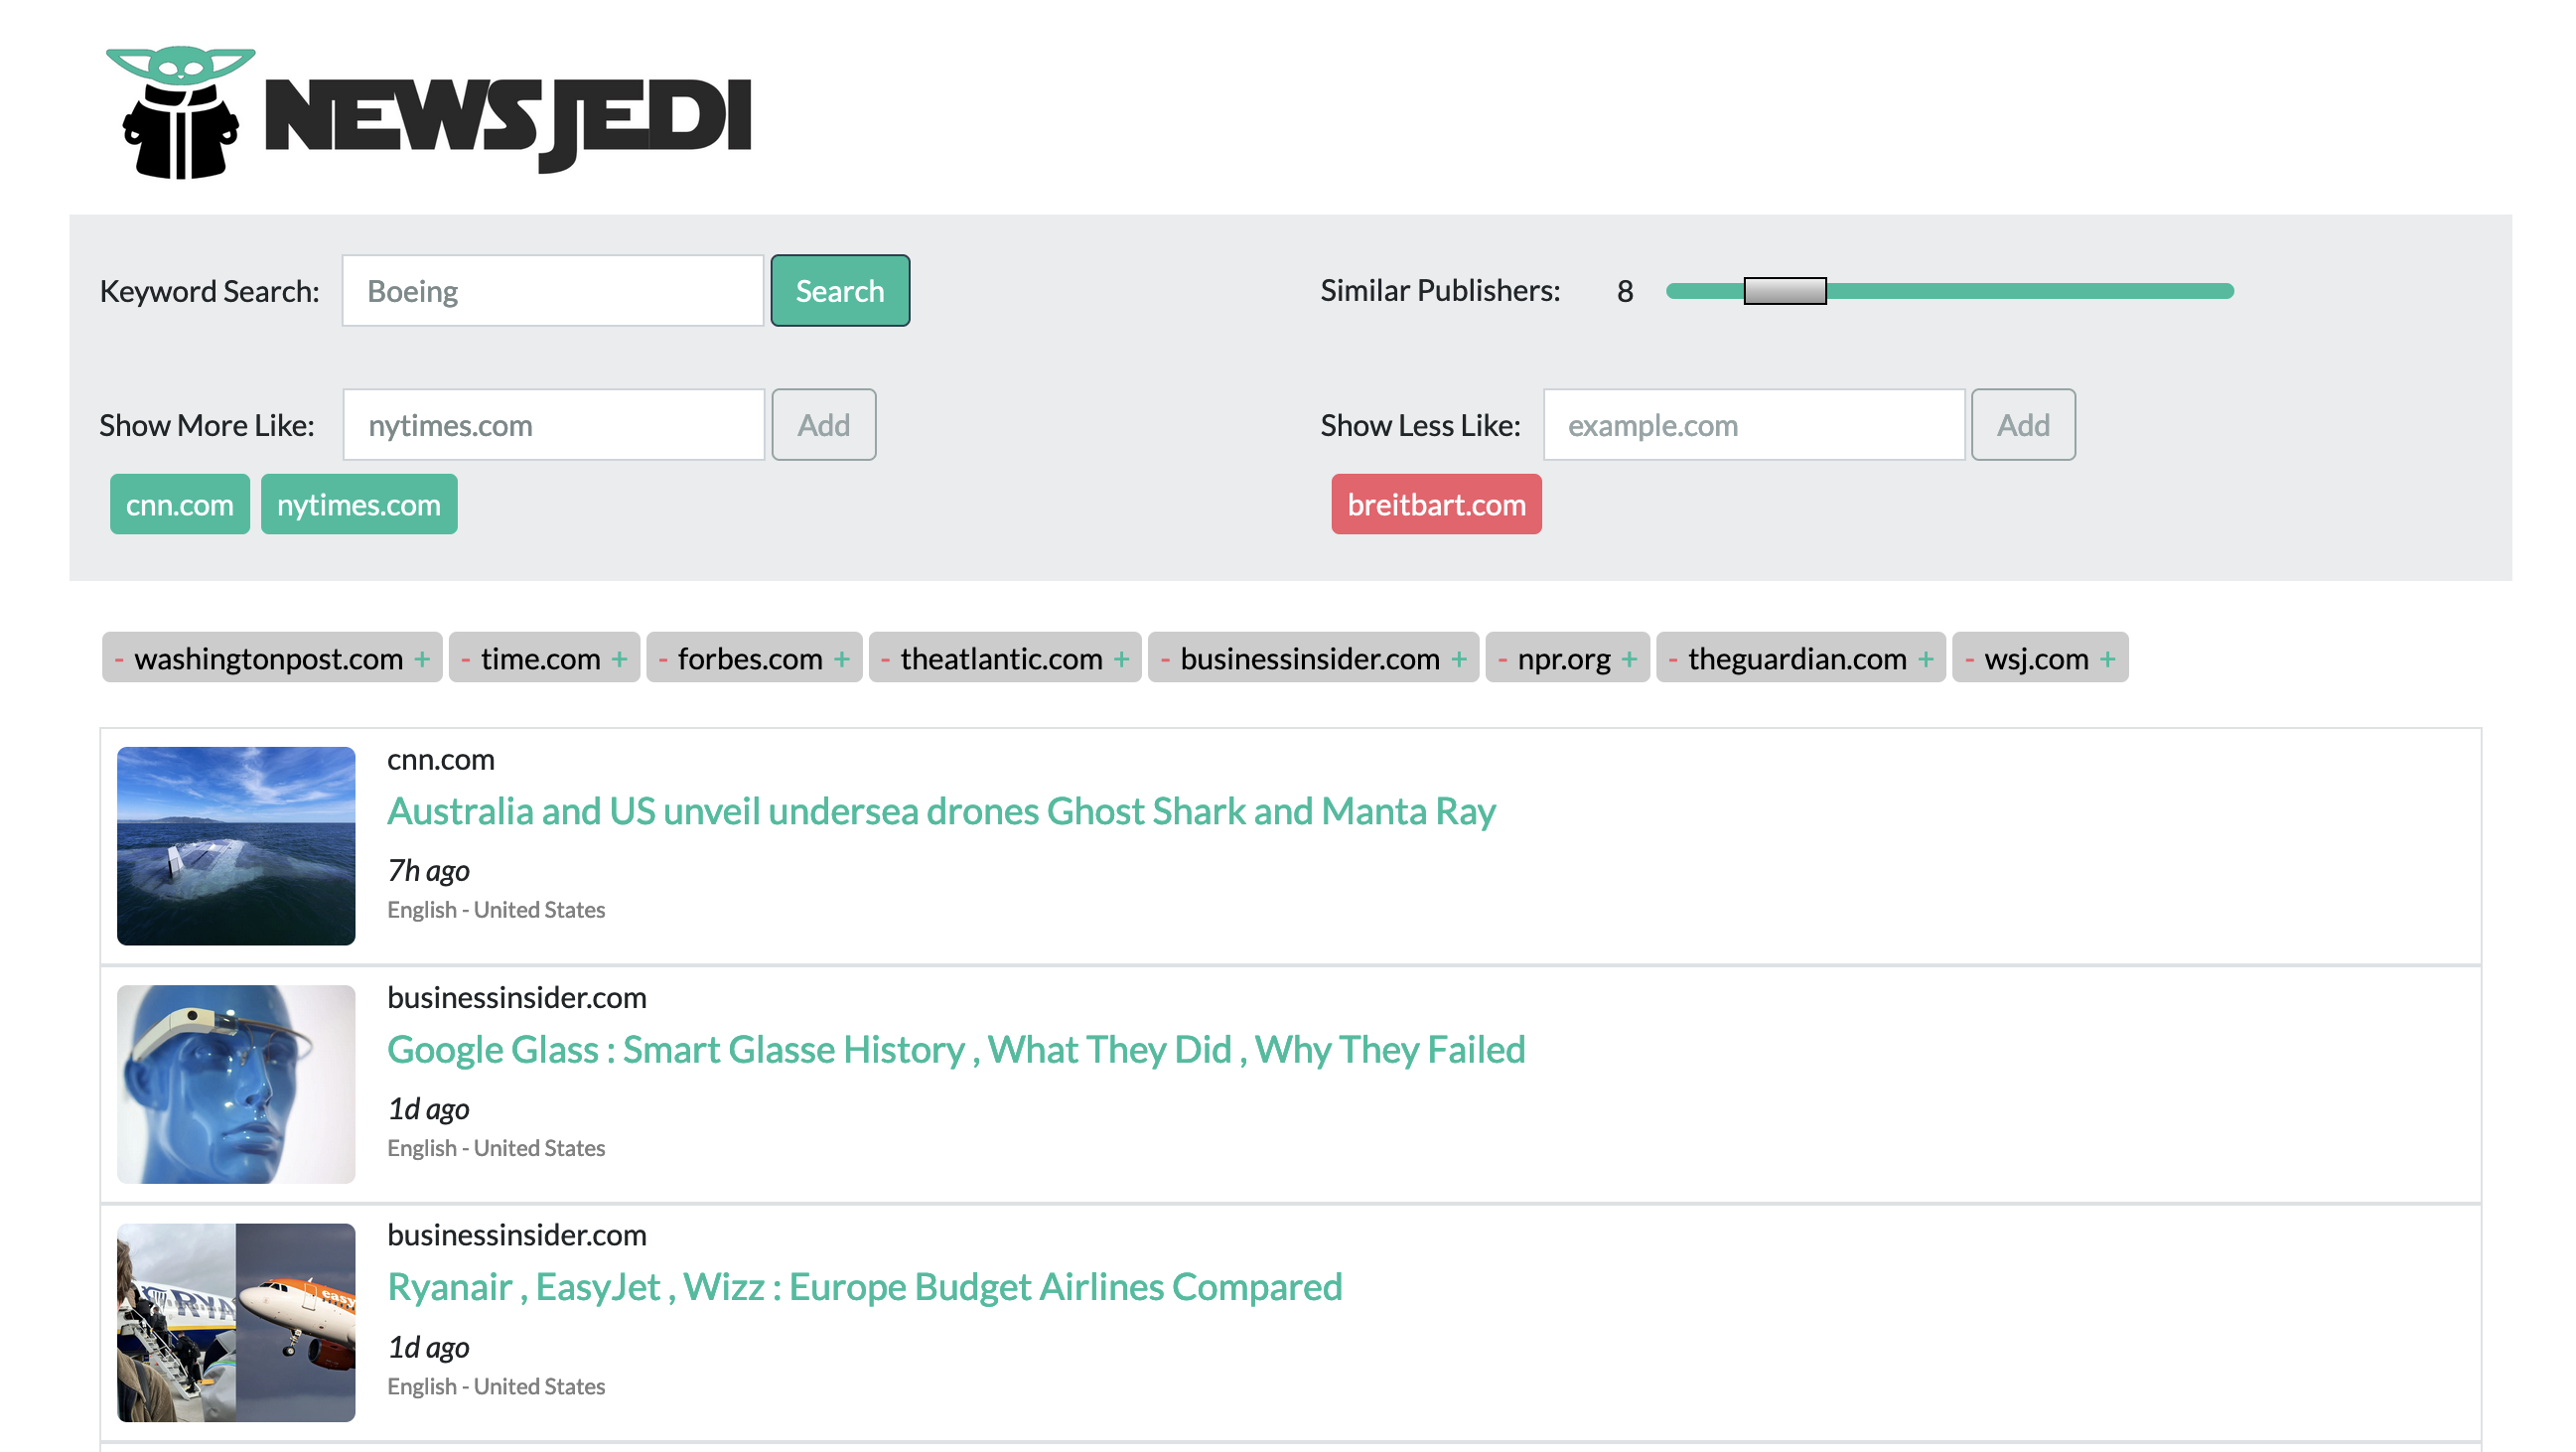 NEWSJEDI
Keyword Search: Boeing Search Similar Publishers: 8
Show More Like: nytimes.com Add Show Less Like: example.com Add
cnn.com nytimes.com breitbart.com
- washingtonpost.com + - time.com + - forbes.com + - theatlantic.com + - businessinsider.com + - npr.org + - theguardian.com + - wsj.com +
cnn.com
Australia and US unveil undersea drones Ghost Shark and Manta Ray
7h ago
English - United States
businessinsider.com
Google Glass : Smart Glasse History , What They Did , Why They Failed
1d ago
English - United States
businessinsider.com
Ryanair , EasyJet , Wizz : Europe Budget Airlines Compared
RYA
easy
1d ago
English - United States